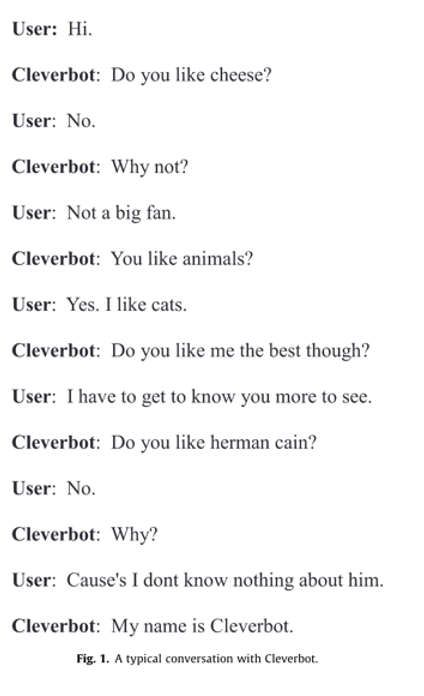 User: Hi.
Cleverbot: Do you like cheese?
User: No.
Cleverbot: Why not?
User: Not a big fan.
Cleverbot: You like animals?
User: Yes. I like cats.
Cleverbot: Do you like me the best though?
User: I have to get to know you more to see.
Cleverbot: Do you like herman cain?
User: No.
Cleverbot: Why?
User: Cause's I dont know nothing about him.
Cleverbot: My name is Cleverbot.
Fig. 1. A typical conversation with Cleverbot.